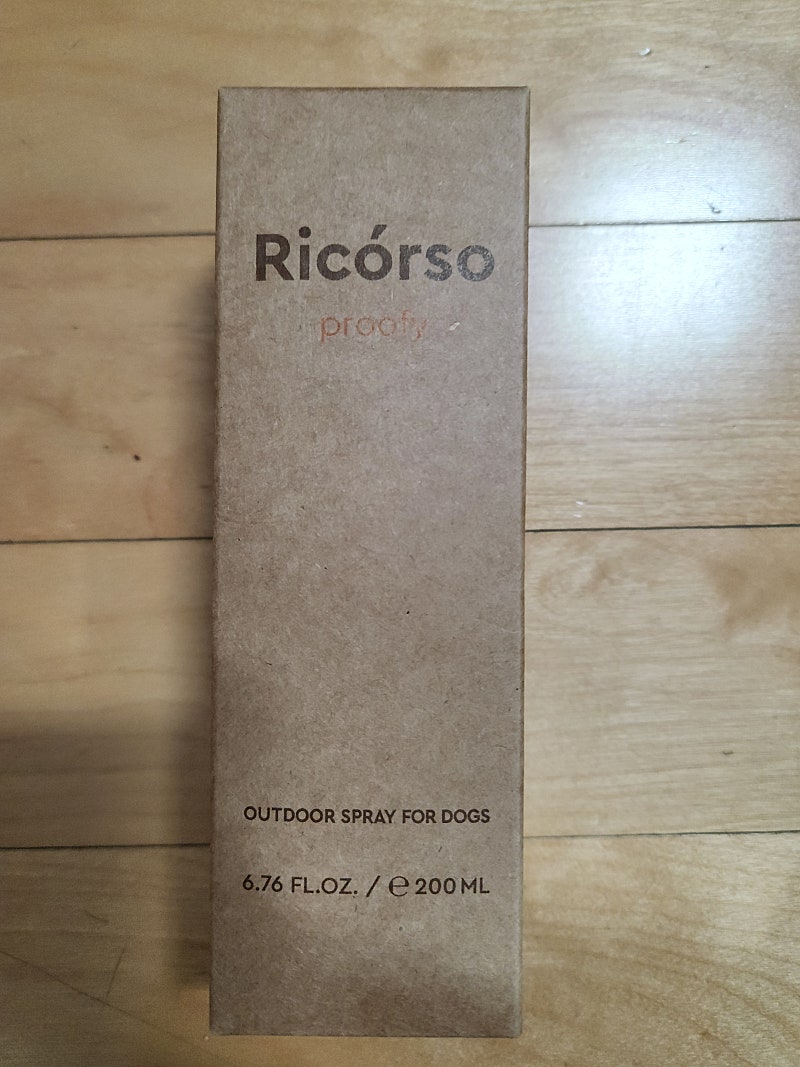 Ricórso
proofy
OUTDOOR SPRAY FOR DOGS
6.76 FL.OZ. / ℮ 200 ML